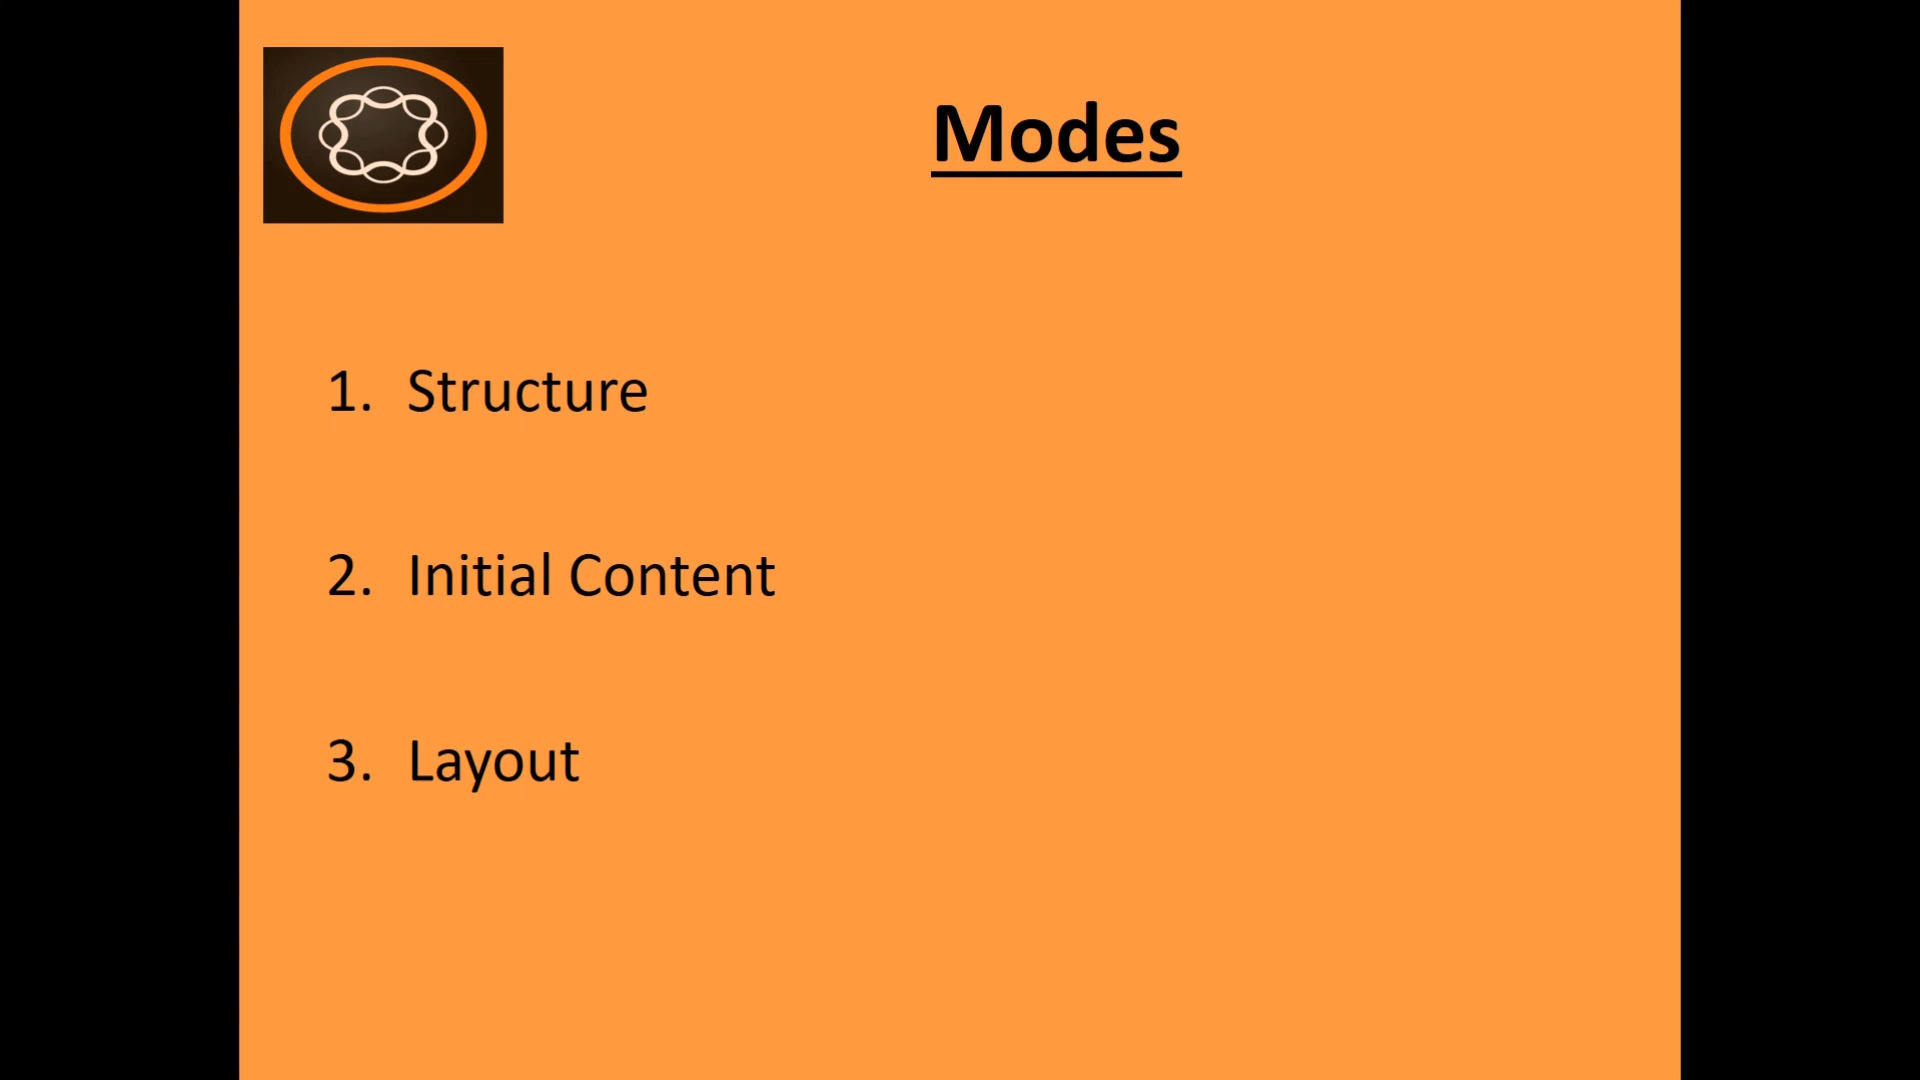 Modes
1. Structure
2. Initial Content
3. Layout